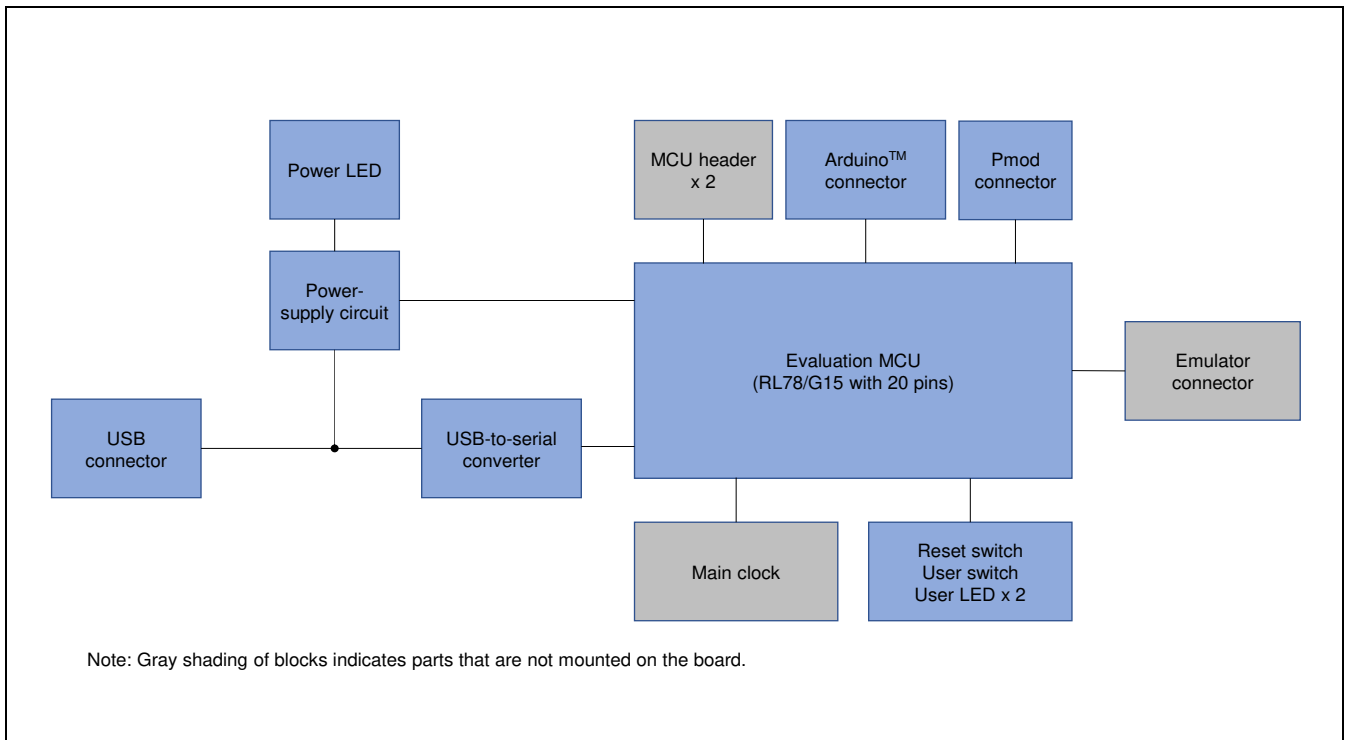 Power LED
MCU header
x 2
Arduino™
connector
Pmod
connector
Power-
supply circuit
Evaluation MCU
(RL78/G15 with 20 pins)
Emulator
connector
USB
connector
USB-to-serial
converter
Main clock
Reset switch
User switch
User LED x 2
Note: Gray shading of blocks indicates parts that are not mounted on the board.